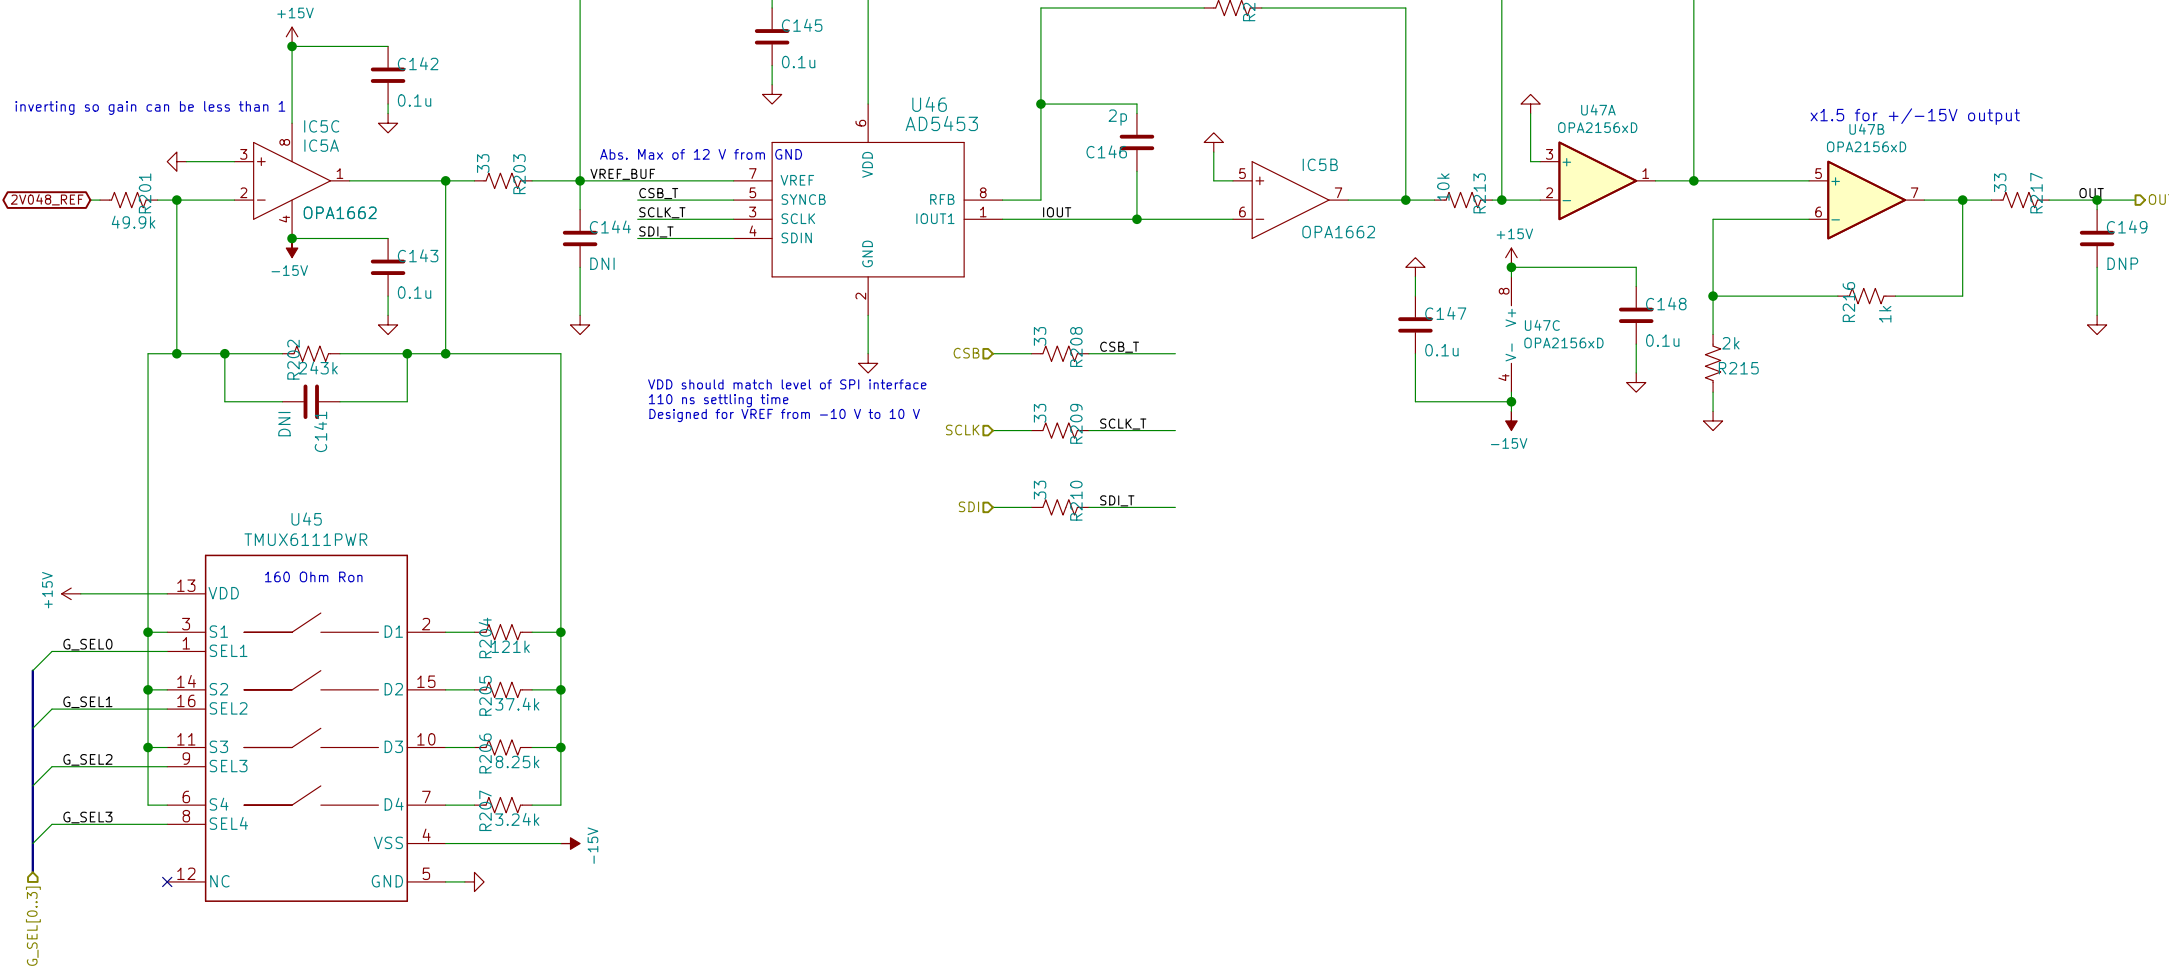 +15V
C142
0.1u
inverting so gain can be less than 1
IC5C
IC5A
8
3
+
2
−
1
4
OPA1662
2V048_REF
R201
49.9k
-15V
C143
0.1u
33
R203
R202
243k
DNI
C141
C145
0.1u
Abs. Max of 12 V from GND
VREF_BUF
CSB_T
SCLK_T
SDI_T
C144
DNI
U46
AD5453
6
VDD
7
VREF
5
SYNCB
3
SCLK
4
SDIN
RFB
8
IOUT1
1
GND
2
IOUT
2p
C146
IC5B
5
+
6
−
7
OPA1662
10k
R213
U47A
OPA2156xD
3
+
2
−
1
x1.5 for +/-15V output
U47B
OPA2156xD
5
+
6
−
7
33
R217
OUT
C149
DNP
R216
1k
2k
R215
+15V
8
V+
V-
4
U47C
OPA2156xD
C147
0.1u
C148
0.1u
-15V
VDD should match level of SPI interface
110 ns settling time
Designed for VREF from -10 V to 10 V
CSB
33
R208
CSB_T
SCLK
33
R209
SCLK_T
SDI
33
R210
SDI_T
U45
TMUX6111PWR
160 Ohm Ron
+15V
13
VDD
G_SEL0
3
S1
1
SEL1
D1
2
R204
121k
G_SEL1
14
S2
16
SEL2
D2
15
R205
37.4k
G_SEL2
11
S3
9
SEL3
D3
10
R206
8.25k
G_SEL3
6
S4
8
SEL4
D4
7
R207
3.24k
VSS
4
-15V
12
NC
GND
5
G_SEL[0..3]